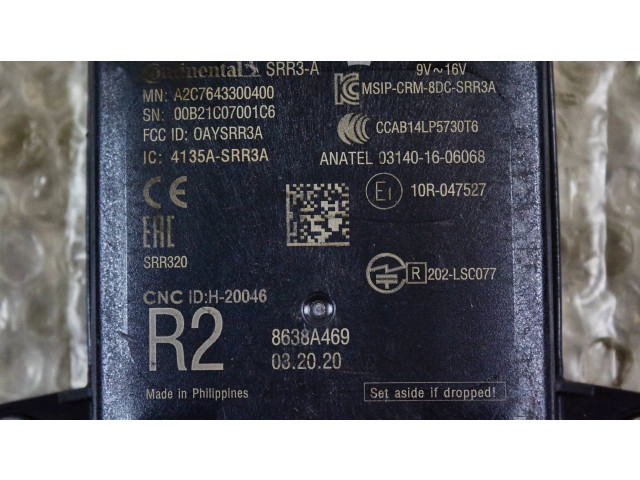 Continental SRR3-A 9V~16V
MN: A2C7643300400
MSIP-CRM-8DC-SRR3A
SN: 00B21C07001C6
FCC ID: OAYSRR3A
CCAB14LP5730T6
IC: 4135A-SRR3A
ANATEL 03140-16-06068
CE
E1 10R-047527
EAC
SRR320
R 202-LSC077
CNC ID:H-20046
R2
8638A469
03.20.20
Made in Philippines
Set aside if dropped!